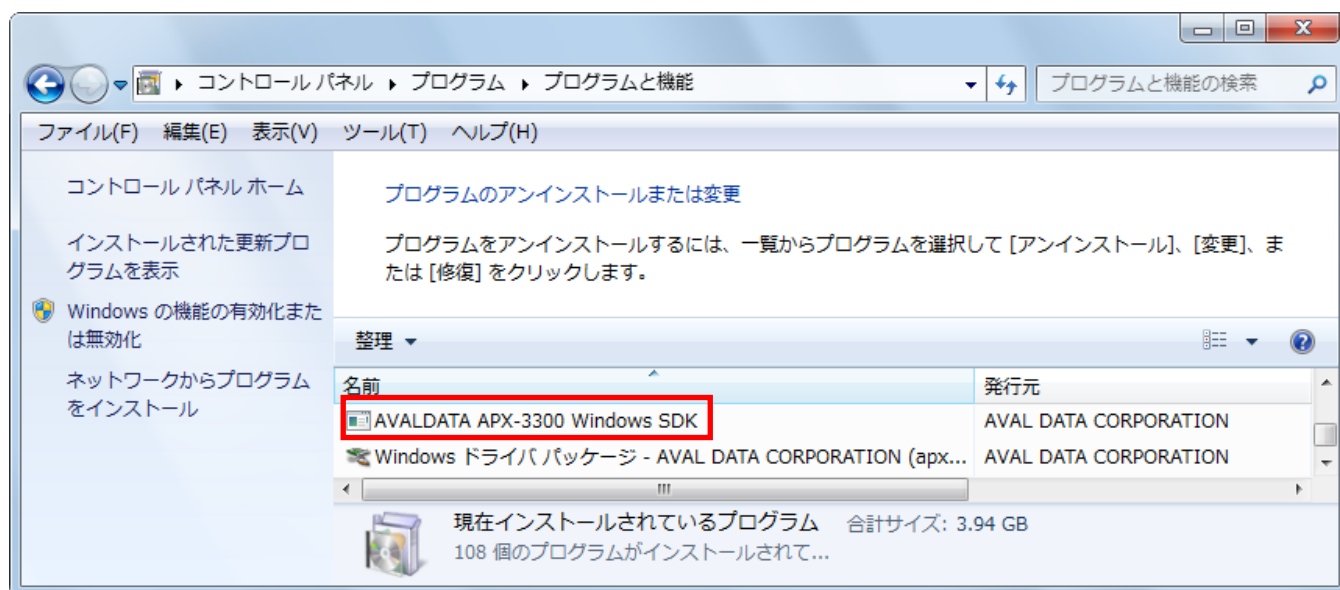 コントロール パネル ▸ プログラム ▸ プログラムと機能
プログラムと機能の検索
ファイル(F) 編集(E) 表示(V) ツール(T) ヘルプ(H)
コントロール パネル ホーム
インストールされた更新プロ
グラムを表示
Windows の機能の有効化また
は無効化
ネットワークからプログラム
をインストール
プログラムのアンインストールまたは変更
プログラムをアンインストールするには、一覧からプログラムを選択して [アンインストール]、[変更]、ま
たは [修復] をクリックします。
整理
名前 発行元
AVALDATA APX-3300 Windows SDK AVAL DATA CORPORATION
Windows ドライバ パッケージ - AVAL DATA CORPORATION (apx... AVAL DATA CORPORATION
現在インストールされているプログラム 合計サイズ: 3.94 GB
108 個のプログラムがインストールされて...